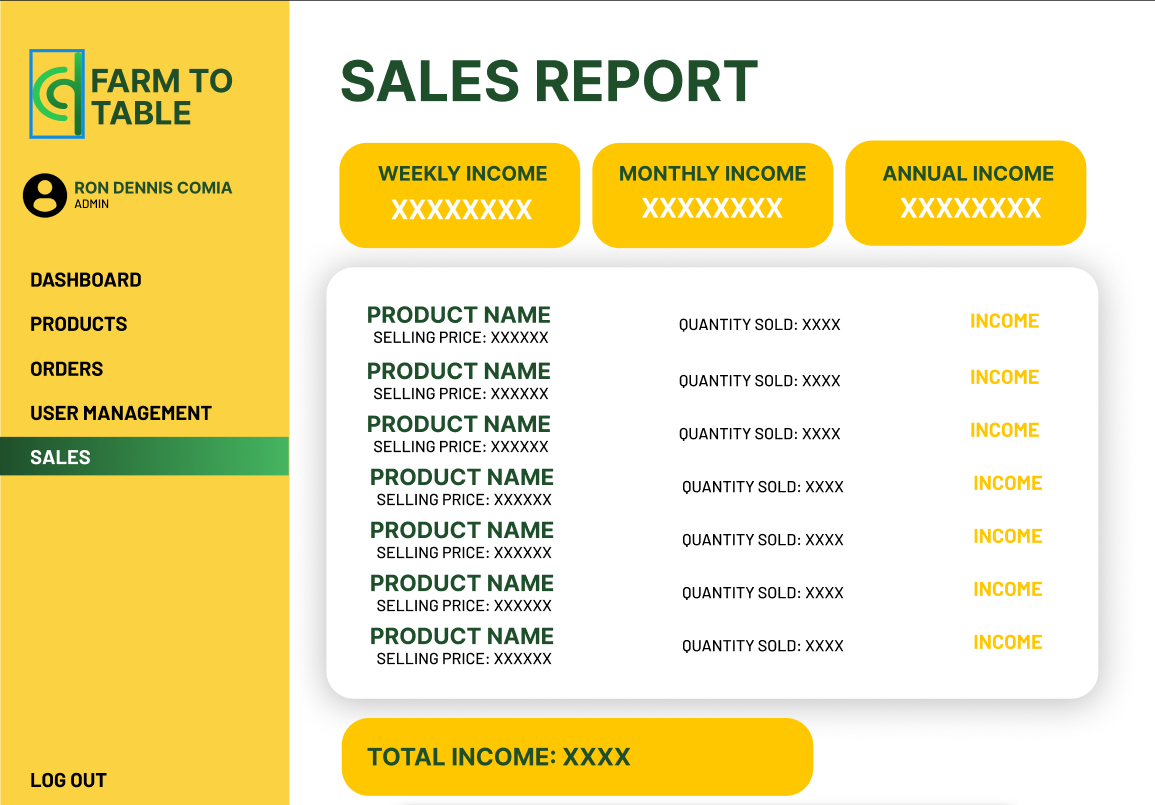 FARM TO
TABLE
RON DENNIS COMIA
ADMIN
DASHBOARD
PRODUCTS
ORDERS
USER MANAGEMENT
SALES
LOG OUT
SALES REPORT
WEEKLY INCOME
XXXXXXXX
MONTHLY INCOME
XXXXXXXX
ANNUAL INCOME
XXXXXXXX
PRODUCT NAME
SELLING PRICE: XXXXXX
QUANTITY SOLD: XXXX
INCOME
PRODUCT NAME
SELLING PRICE: XXXXXX
QUANTITY SOLD: XXXX
INCOME
PRODUCT NAME
SELLING PRICE: XXXXXX
QUANTITY SOLD: XXXX
INCOME
PRODUCT NAME
SELLING PRICE: XXXXXX
QUANTITY SOLD: XXXX
INCOME
PRODUCT NAME
SELLING PRICE: XXXXXX
QUANTITY SOLD: XXXX
INCOME
PRODUCT NAME
SELLING PRICE: XXXXXX
QUANTITY SOLD: XXXX
INCOME
PRODUCT NAME
SELLING PRICE: XXXXXX
QUANTITY SOLD: XXXX
INCOME
TOTAL INCOME: XXXX